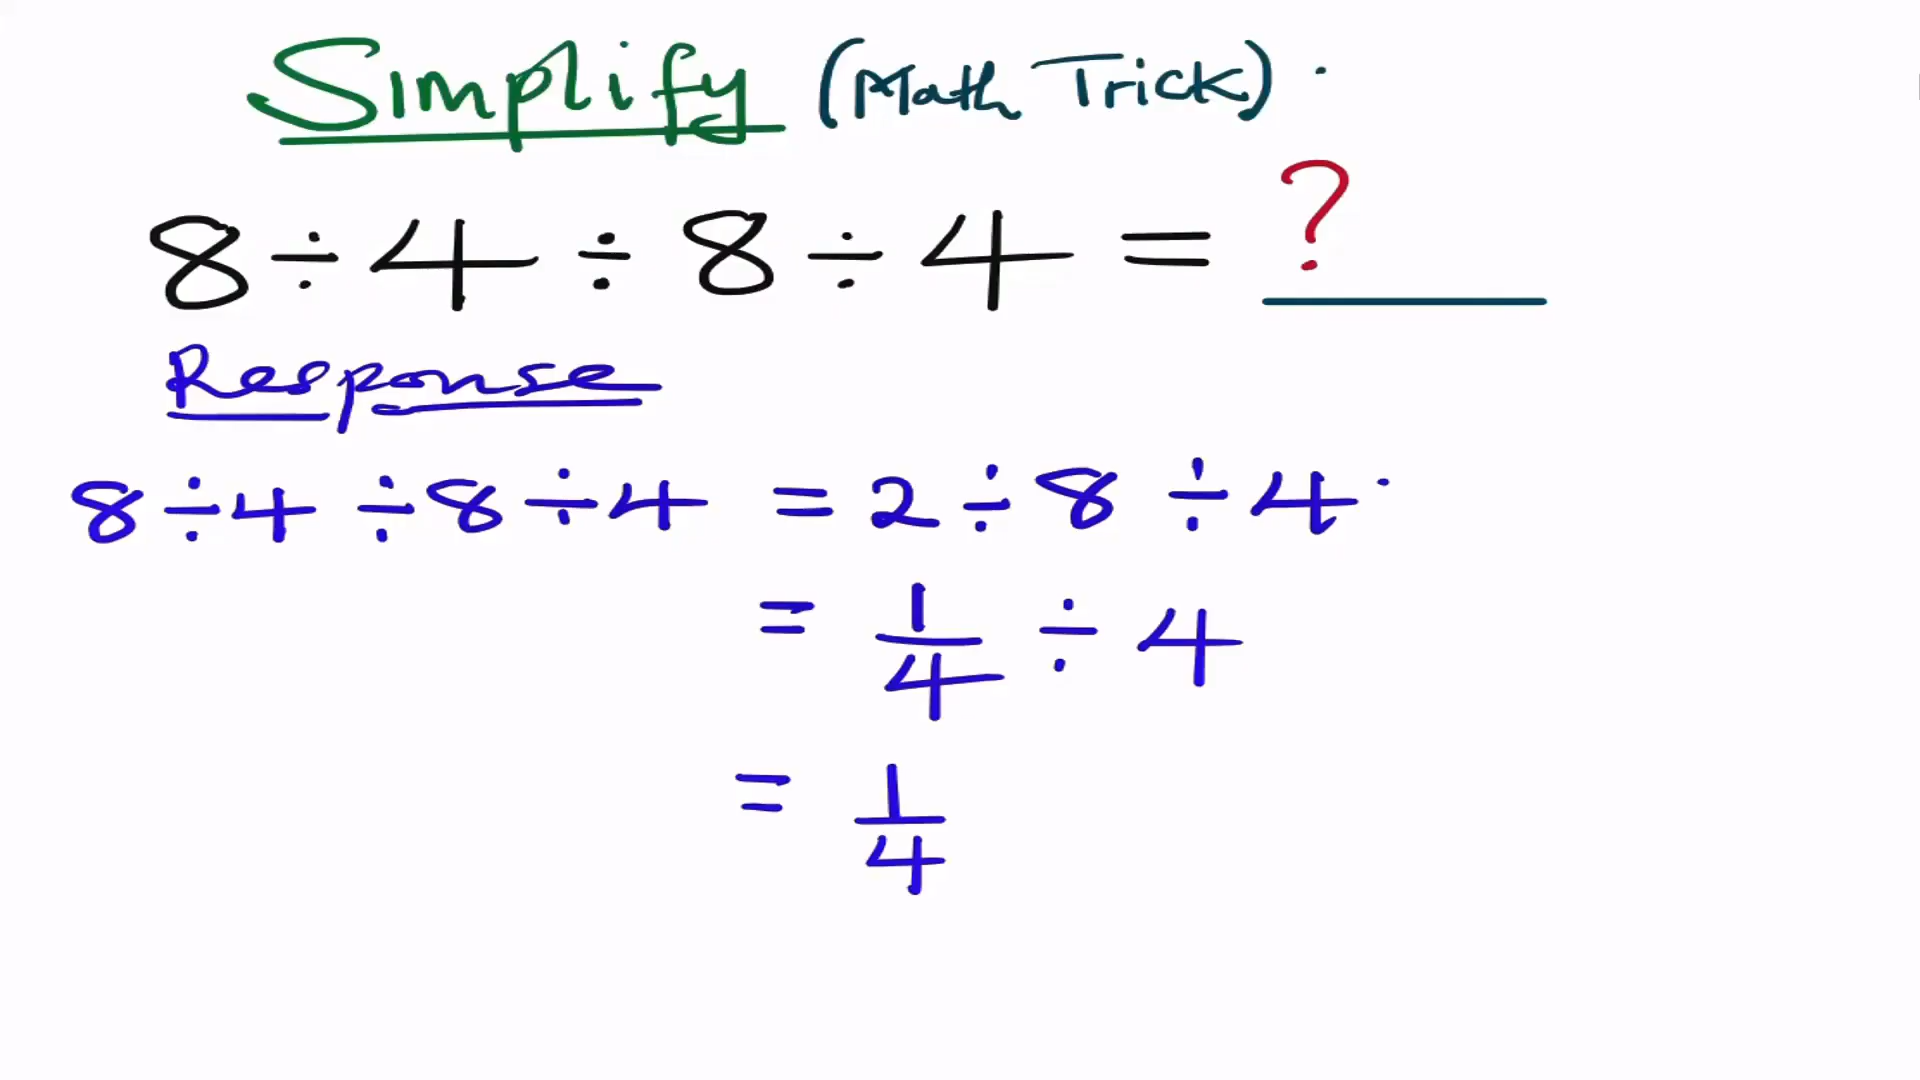 Simplify (Math Trick).
8 ÷ 4 ÷ 8 ÷ 4 = ?
Response
8 ÷ 4 ÷ 8 ÷ 4 = 2 ÷ 8 ÷ 4.
= 1/4 ÷ 4
= 1/4